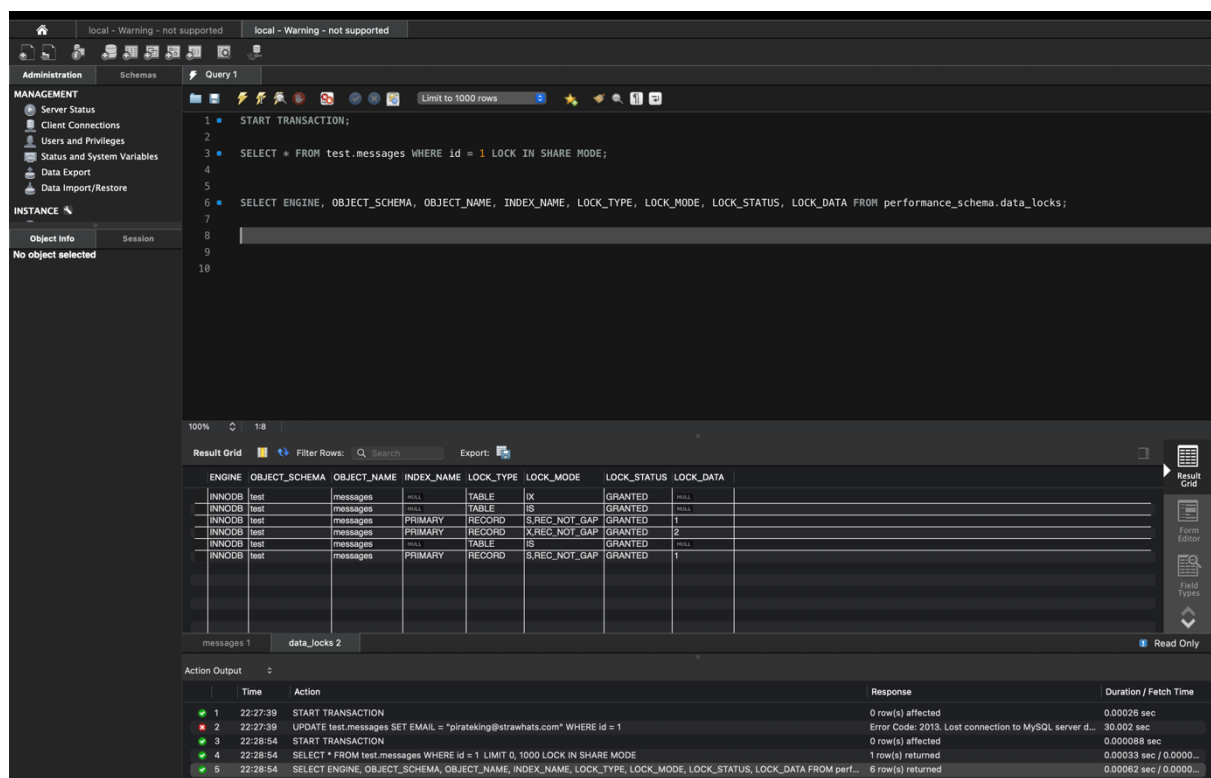 local - Warning - not supported
local - Warning - not supported
Administration
Schemas
Query 1
MANAGEMENT
Server Status
Client Connections
Users and Privileges
Status and System Variables
Data Export
Data Import/Restore
INSTANCE
Object Info
Session
No object selected
Limit to 1000 rows
1 START TRANSACTION;
2
3 SELECT * FROM test.messages WHERE id = 1 LOCK IN SHARE MODE;
4
5
6 SELECT ENGINE, OBJECT_SCHEMA, OBJECT_NAME, INDEX_NAME, LOCK_TYPE, LOCK_MODE, LOCK_STATUS, LOCK_DATA FROM performance_schema.data_locks;
7
8
9
10
100% 1:8
Result Grid Filter Rows: Search Export:
ENGINE OBJECT_SCHEMA OBJECT_NAME INDEX_NAME LOCK_TYPE LOCK_MODE LOCK_STATUS LOCK_DATA
INNODB test messages NULL TABLE IX GRANTED NULL
INNODB test messages NULL TABLE IS GRANTED NULL
INNODB test messages PRIMARY RECORD S,REC_NOT_GAP GRANTED 1
INNODB test messages PRIMARY RECORD X,REC_NOT_GAP GRANTED 2
INNODB test messages NULL TABLE IS GRANTED NULL
INNODB test messages PRIMARY RECORD S,REC_NOT_GAP GRANTED 1
Result
Grid
Form
Editor
Field
Types
messages 1
data_locks 2
Read Only
Action Output
Time Action Response Duration / Fetch Time
1 22:27:39 START TRANSACTION 0 row(s) affected 0.00026 sec
2 22:27:39 UPDATE test.messages SET EMAIL = "pirateking@strawhats.com" WHERE id = 1 Error Code: 2013. Lost connection to MySQL server d... 30.002 sec
3 22:28:54 START TRANSACTION 0 row(s) affected 0.000088 sec
4 22:28:54 SELECT * FROM test.messages WHERE id = 1 LIMIT 0, 1000 LOCK IN SHARE MODE 1 row(s) returned 0.00033 sec / 0.0000...
5 22:28:54 SELECT ENGINE, OBJECT_SCHEMA, OBJECT_NAME, INDEX_NAME, LOCK_TYPE, LOCK_MODE, LOCK_STATUS, LOCK_DATA FROM perf... 6 row(s) returned 0.00062 sec / 0.0000...